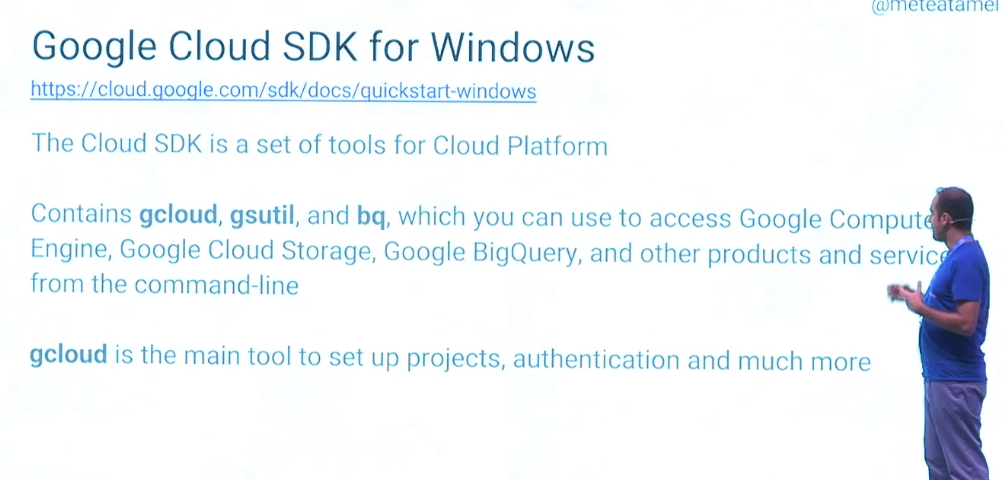 @meteatamel
Google Cloud SDK for Windows
https://cloud.google.com/sdk/docs/quickstart-windows
The Cloud SDK is a set of tools for Cloud Platform
Contains gcloud, gsutil, and bq, which you can use to access Google Compute
Engine, Google Cloud Storage, Google BigQuery, and other products and service
from the command-line
gcloud is the main tool to set up projects, authentication and much more